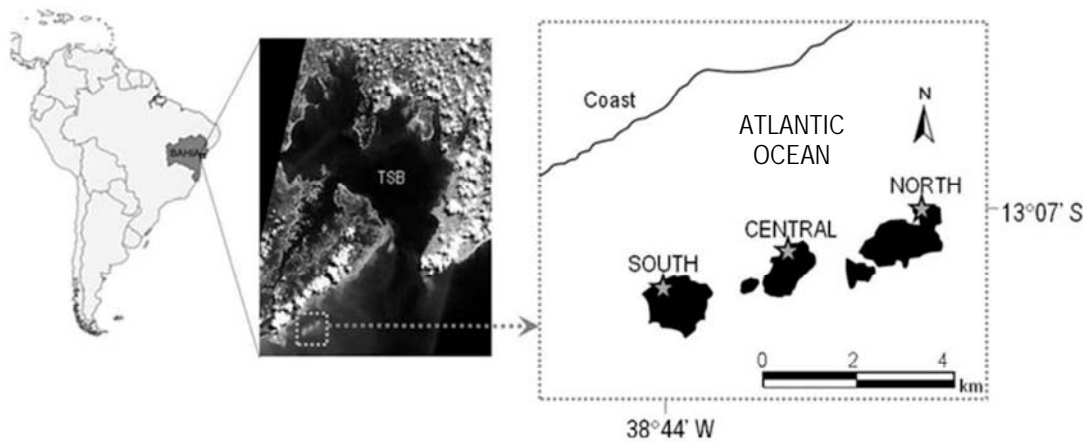 BAHIA
TSB
Coast
ATLANTIC
OCEAN
N
NORTH
CENTRAL
SOUTH
13°07' S
0 2 4
km
38°44' W